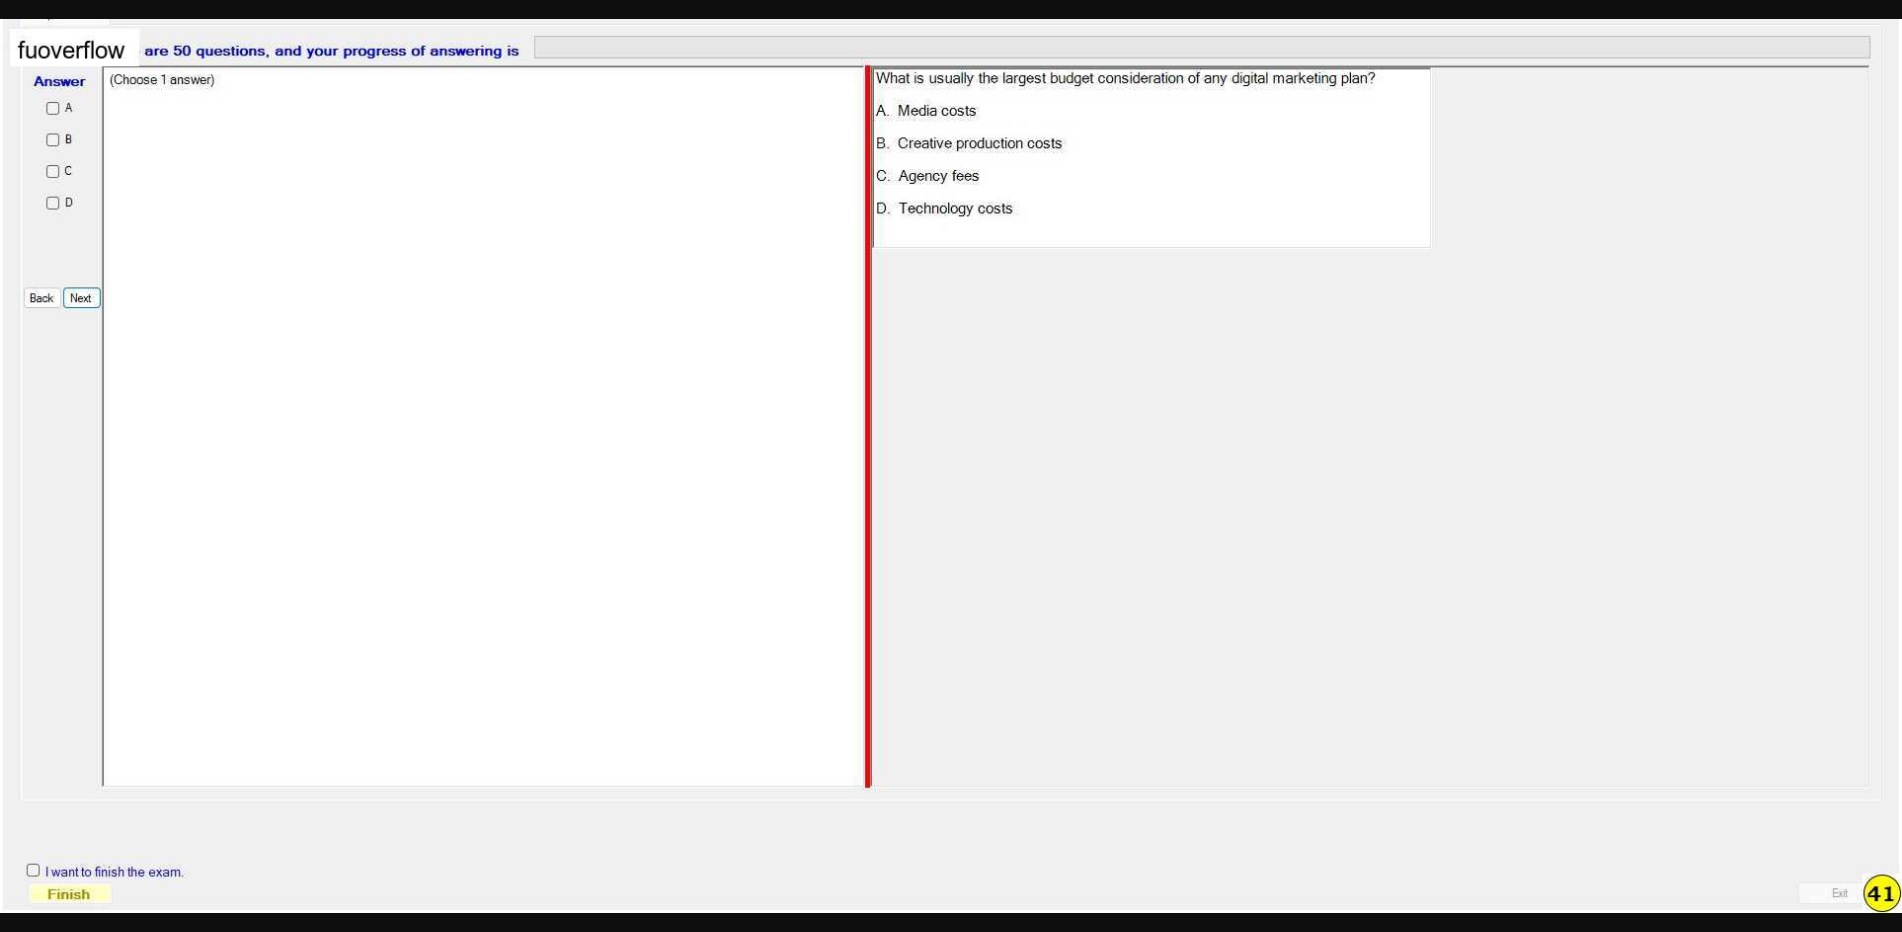 fuoverflow are 50 questions, and your progress of answering is
Answer
(Choose 1 answer)
A
B
C
D
Back Next
What is usually the largest budget consideration of any digital marketing plan?
A. Media costs
B. Creative production costs
C. Agency fees
D. Technology costs
I want to finish the exam.
Finish
Exit
41